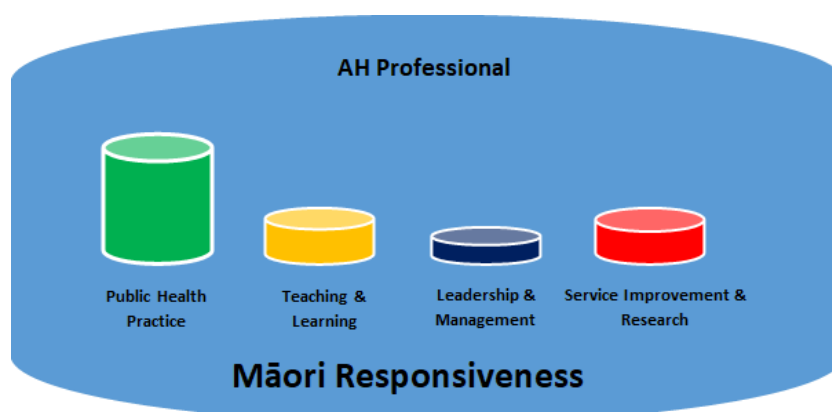 AH Professional
Public Health
Practice
Teaching &
Learning
Leadership &
Management
Service Improvement &
Research
Māori Responsiveness